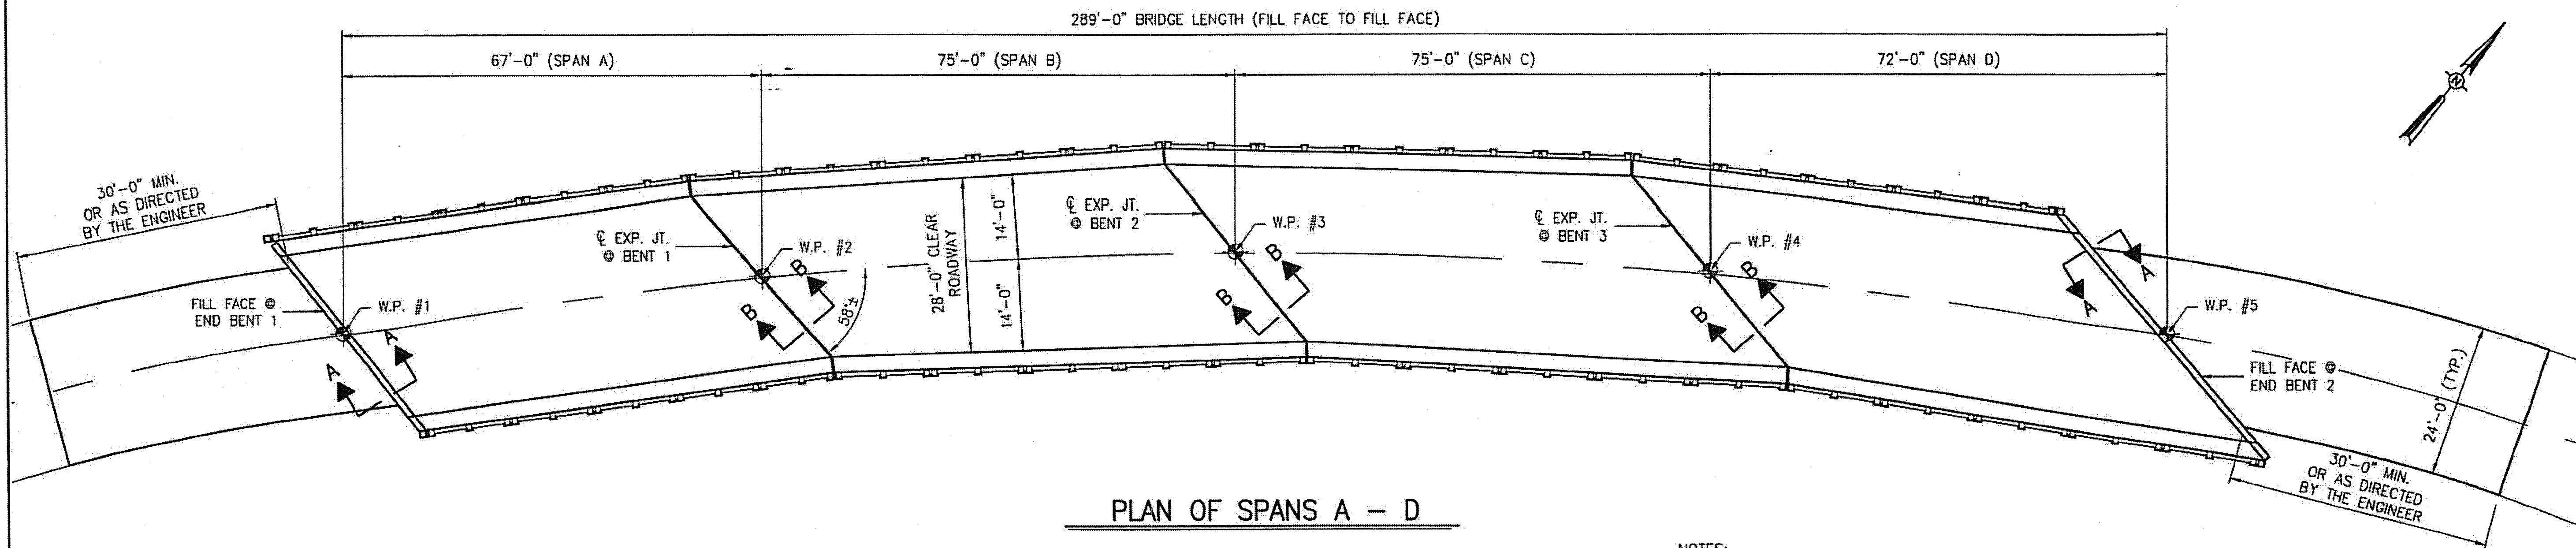 289'-0" BRIDGE LENGTH (FILL FACE TO FILL FACE)
67'-0" (SPAN A)
75'-0" (SPAN B)
75'-0" (SPAN C)
72'-0" (SPAN D)
N
30'-0" MIN.
OR AS DIRECTED
BY THE ENGINEER
℄ EXP. JT.
@ BENT 1
W.P. #2
28'-0" CLEAR
ROADWAY
14'-0"
14'-0"
℄ EXP. JT.
@ BENT 2
W.P. #3
℄ EXP. JT.
@ BENT 3
W.P. #4
FILL FACE @
END BENT 1
W.P. #1
A
A
B
B
58°±
B
B
B
B
A
A
W.P. #5
FILL FACE @
END BENT 2
24'-0" (TYP.)
30'-0" MIN.
OR AS DIRECTED
BY THE ENGINEER
PLAN OF SPANS A – D
NOTES: